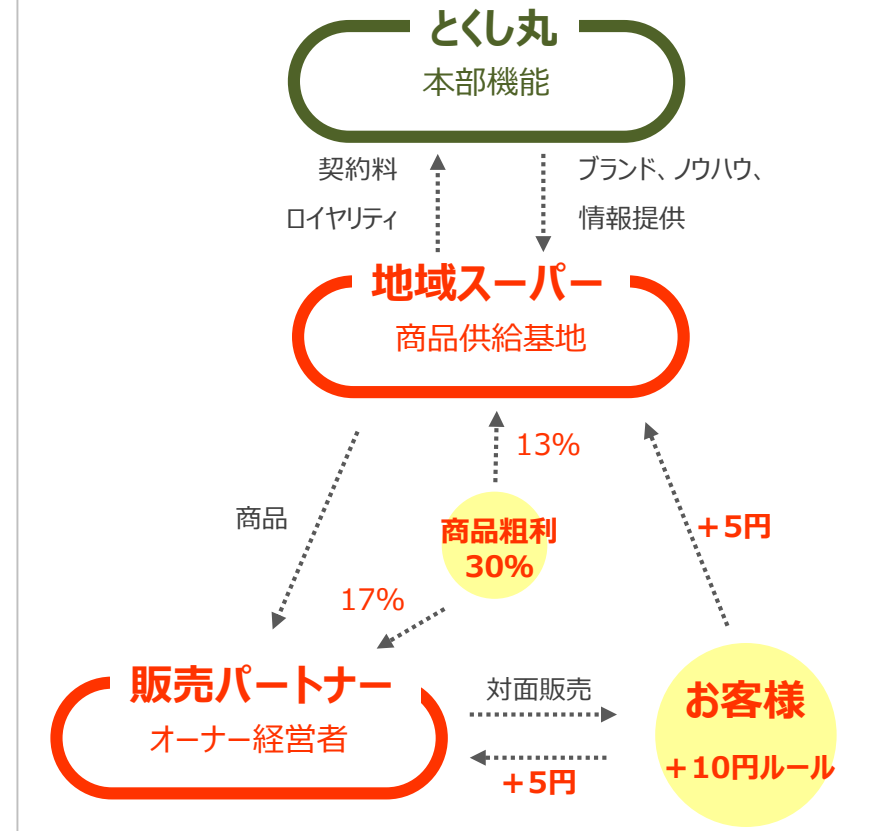 とくし丸
本部機能
契約料
ロイヤリティ
ブランド、ノウハウ、
情報提供
地域スーパー
商品供給基地
13%
商品
商品粗利
30%
+5円
17%
販売パートナー
オーナー経営者
対面販売
+5円
お客様
+10円ルール